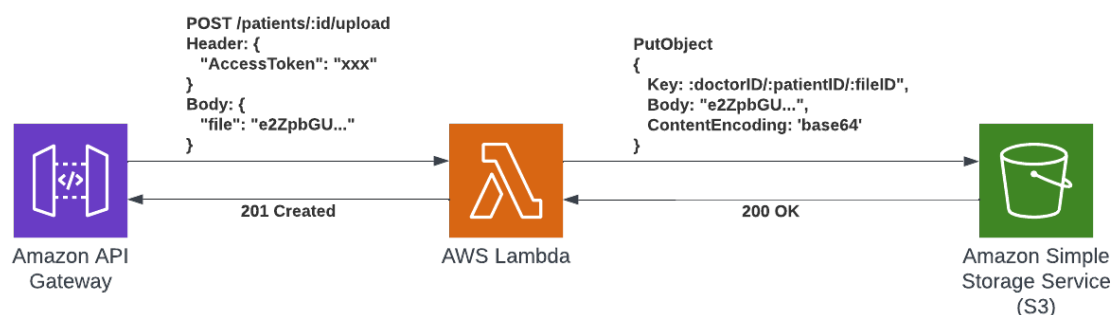 POST /patients/:id/upload
Header: {
"AccessToken": "xxx"
}
Body: {
"file": "e2ZpbGU..."
}
PutObject
{
Key: :doctorID/:patientID/:fileID",
Body: "e2ZpbGU...",
ContentEncoding: 'base64'
}
</>
201 Created
200 OK
Amazon API
Gateway
AWS Lambda
Amazon Simple
Storage Service
(S3)